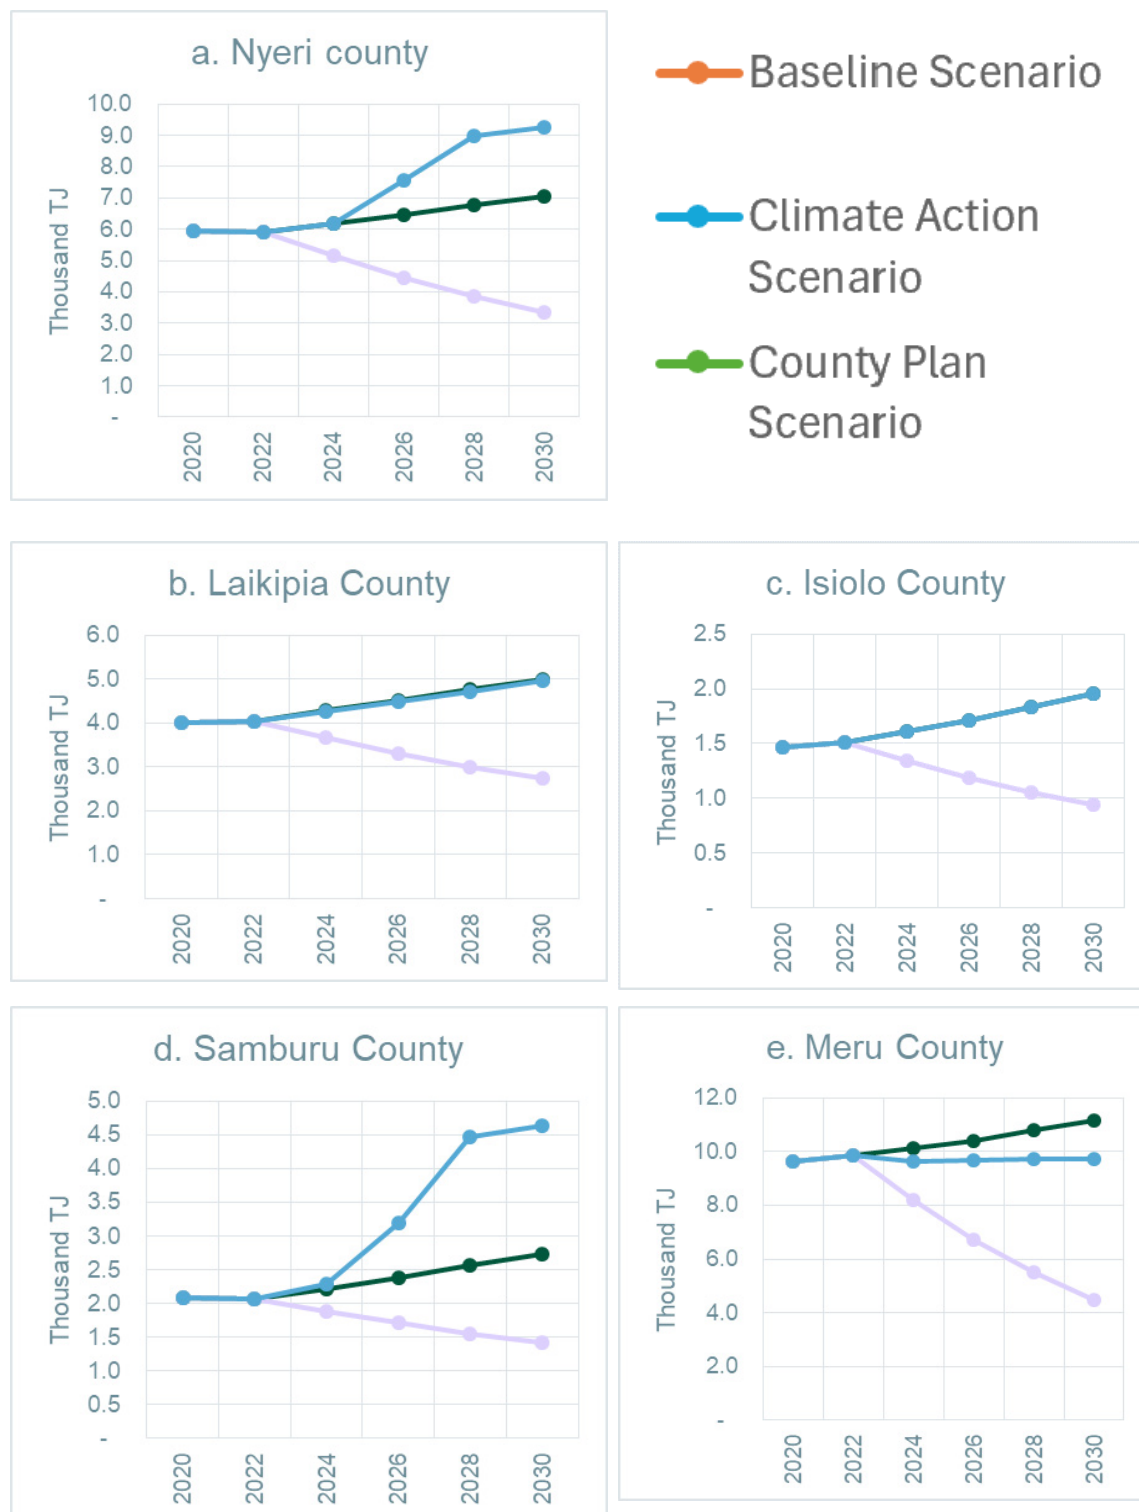 a. Nyeri county
Thousand TJ
10.0
9.0
8.0
7.0
6.0
5.0
4.0
3.0
2.0
1.0
-
2020 2022 2024 2026 2028 2030
Baseline Scenario
Climate Action
Scenario
County Plan
Scenario
b. Laikipia County
Thousand TJ
6.0
5.0
4.0
3.0
2.0
1.0
-
2020 2022 2024 2026 2028 2030
c. Isiolo County
Thousand TJ
2.5
2.0
1.5
1.0
0.5
-
2020 2022 2024 2026 2028 2030
d. Samburu County
Thousand TJ
5.0
4.5
4.0
3.5
3.0
2.5
2.0
1.5
1.0
0.5
-
2020 2022 2024 2026 2028 2030
e. Meru County
Thousand TJ
12.0
10.0
8.0
6.0
4.0
2.0
-
2020 2022 2024 2026 2028 2030